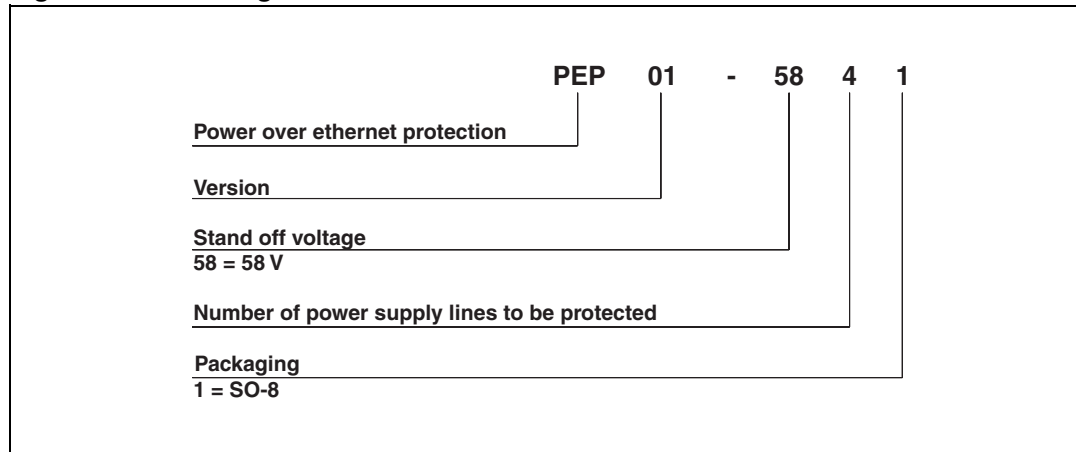 PEP 01 - 58 4 1
Power over ethernet protection
Version
Stand off voltage
58 = 58 V
Number of power supply lines to be protected
Packaging
1 = SO-8